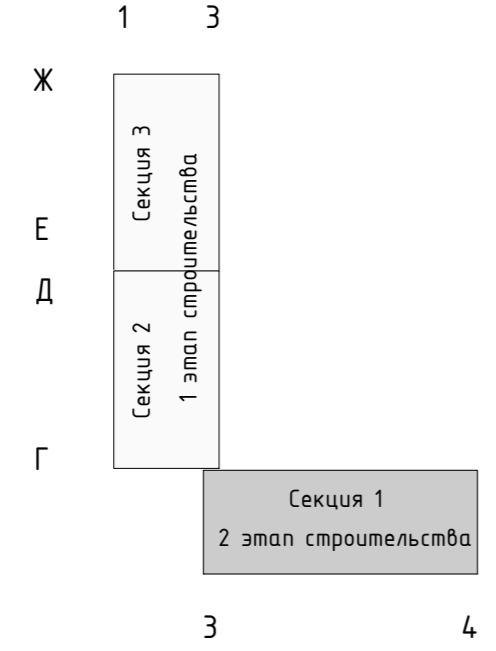 1 3
Ж
Секция 3
Е
Д
1 этап строительства
Секция 2
Г
Секция 1
2 этап строительства
3 4